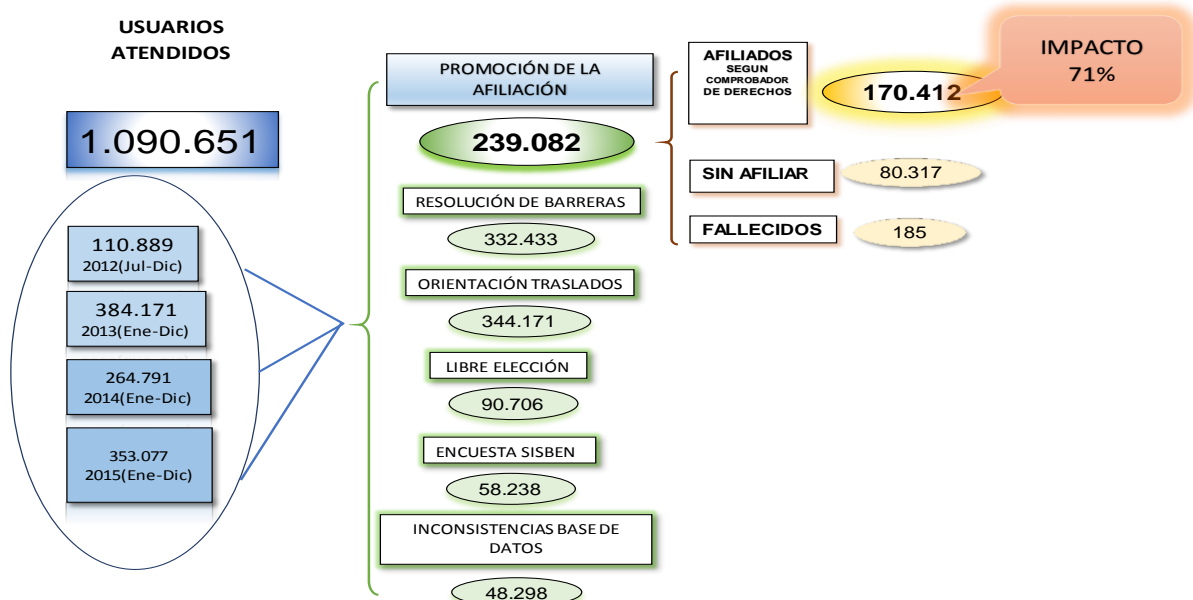 USUARIOS
ATENDIDOS
1.090.651
110.889
2012(Jul-Dic)
384.171
2013(Ene-Dic)
264.791
2014(Ene-Dic)
353.077
2015(Ene-Dic)
PROMOCIÓN DE LA
AFILIACIÓN
239.082
RESOLUCIÓN DE BARRERAS
332.433
ORIENTACIÓN TRASLADOS
344.171
LIBRE ELECCIÓN
90.706
ENCUESTA SISBEN
58.238
INCONSISTENCIAS BASE DE
DATOS
48.298
AFILIADOS
SEGUN
COMPROBADOR
DE DERECHOS
170.412
IMPACTO
71%
SIN AFILIAR
80.317
FALLECIDOS
185